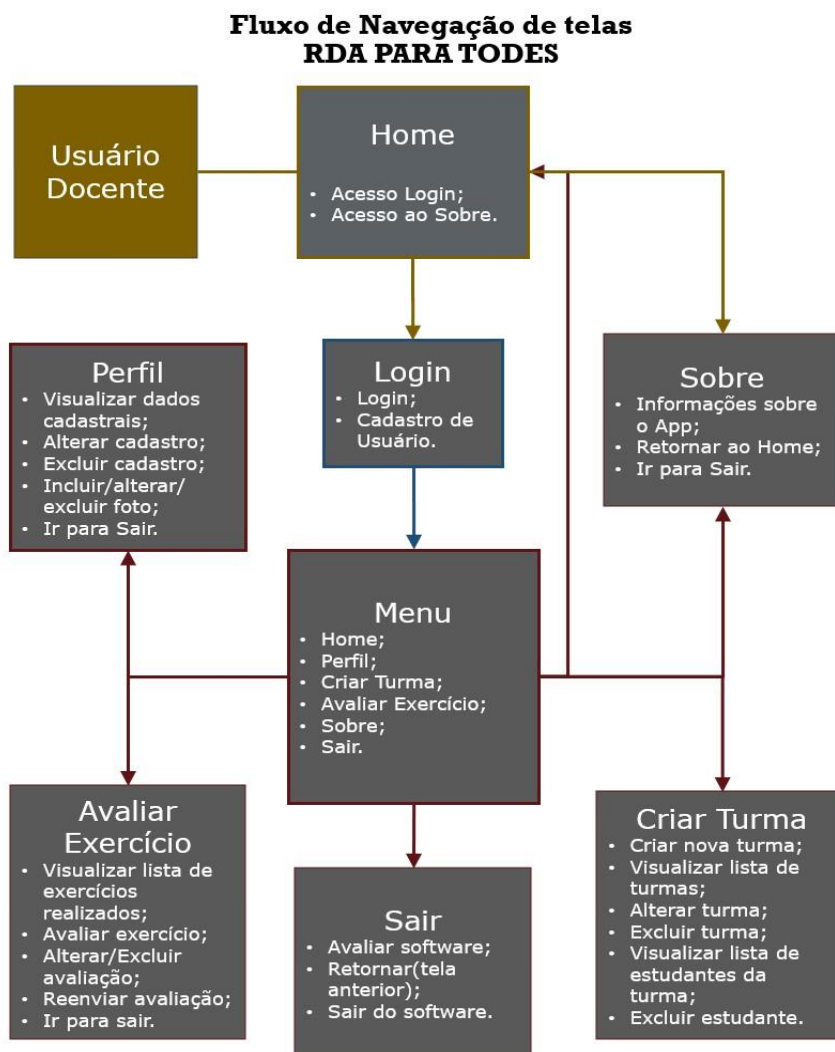 Fluxo de Navegação de telas
RDA PARA TODES
Usuário
Docente
Home
• Acesso Login;
• Acesso ao Sobre.
Perfil
• Visualizar dados
cadastrais;
• Alterar cadastro;
• Excluir cadastro;
• Incluir/alterar/
excluir foto;
• Ir para Sair.
Login
• Login;
• Cadastro de
Usuário.
Sobre
• Informações sobre
o App;
• Retornar ao Home;
• Ir para Sair.
Menu
• Home;
• Perfil;
• Criar Turma;
• Avaliar Exercício;
• Sobre;
• Sair.
Avaliar
Exercício
• Visualizar lista de
exercícios
realizados;
• Avaliar exercício;
• Alterar/Excluir
avaliação;
• Reenviar avaliação;
• Ir para sair.
Sair
• Avaliar software;
• Retornar(tela
anterior);
• Sair do software.
Criar Turma
• Criar nova turma;
• Visualizar lista de
turmas;
• Alterar turma;
• Excluir turma;
• Visualizar lista de
estudantes da
turma;
• Excluir estudante.